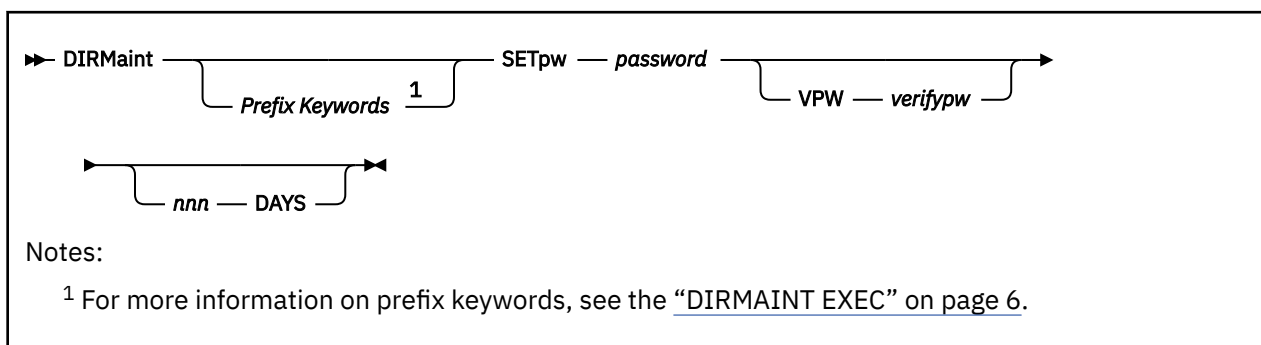 DIRMaint SETpw password
Prefix Keywords 1 VPW verifypw
nnn DAYS
Notes:
1 For more information on prefix keywords, see the “DIRMAINT EXEC” on page 6.